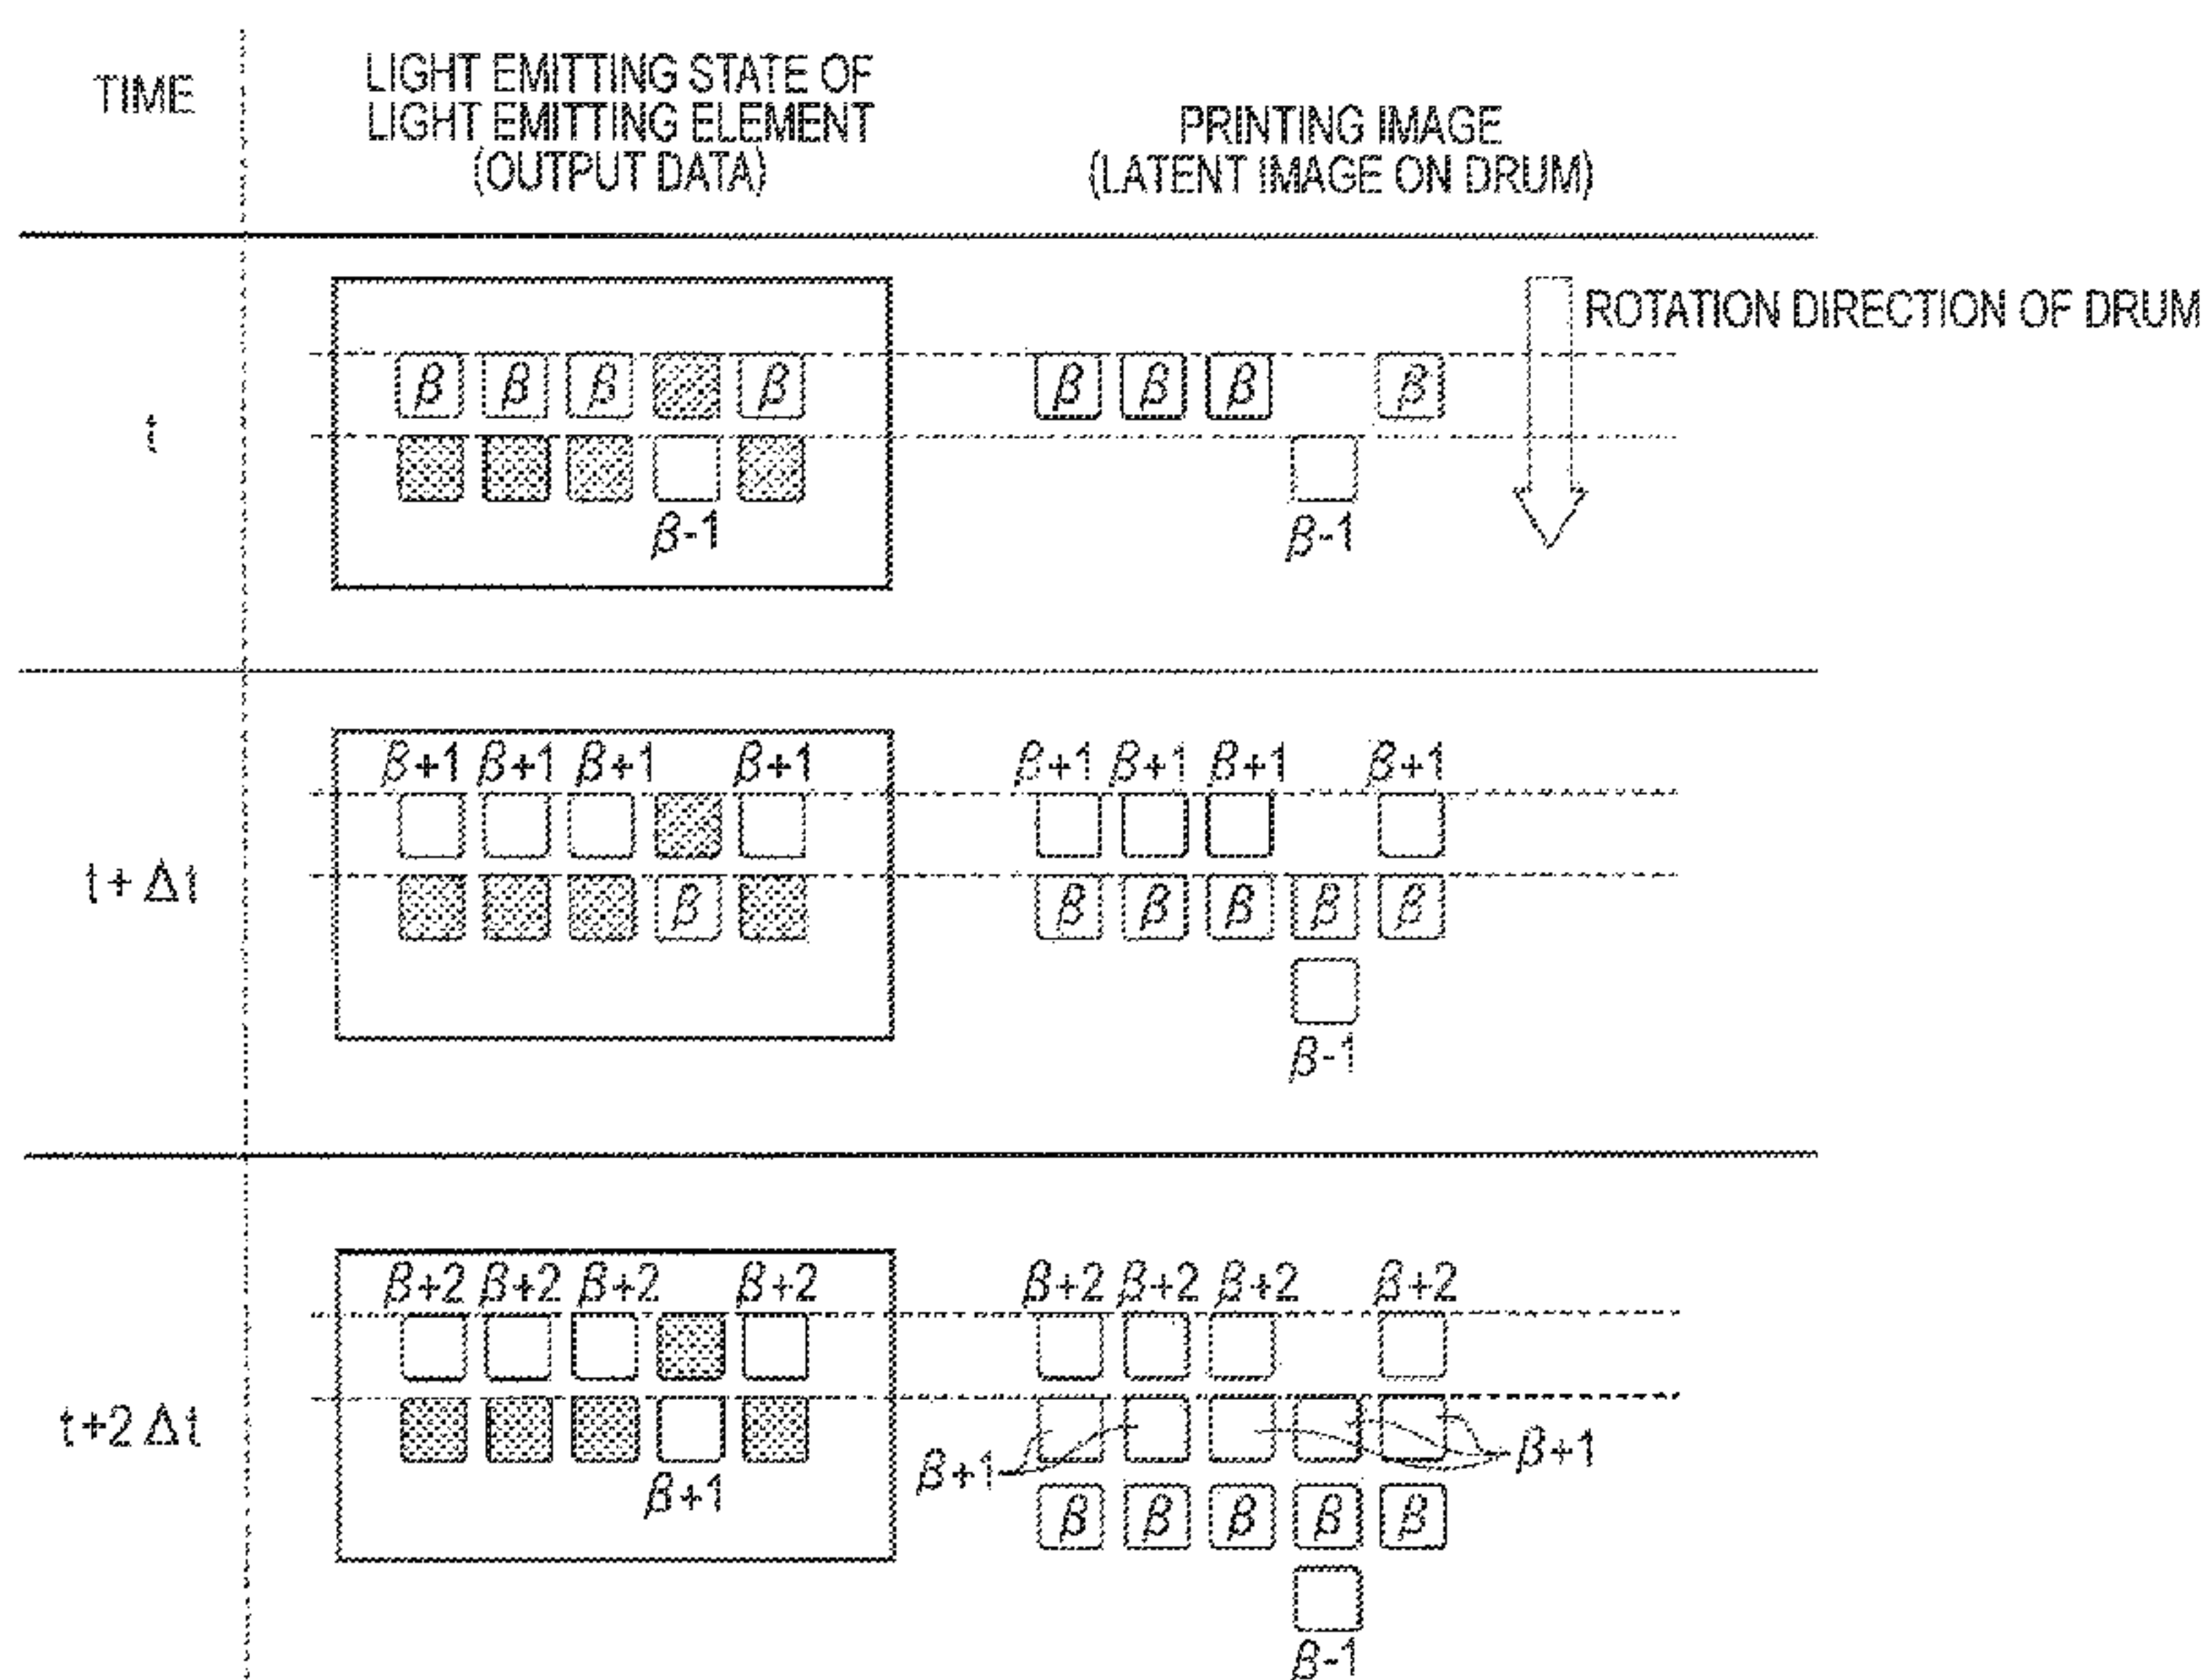 TIME
LIGHT EMITTING STATE OF
LIGHT EMITTING ELEMENT
(OUTPUT DATA)
PRINTING IMAGE
(LATENT IMAGE ON DRUM)
ROTATION DIRECTION OF DRUM
t
β β β β
β-1
β β β β
β-1
t+Δt
β+1 β+1 β+1 β+1
β
β+1 β+1 β+1 β+1
β β β β β
β-1
t+2Δt
β+2 β+2 β+2 β+2
β+1
β+2 β+2 β+2 β+2
β+1 β+1
β β β β β
β-1